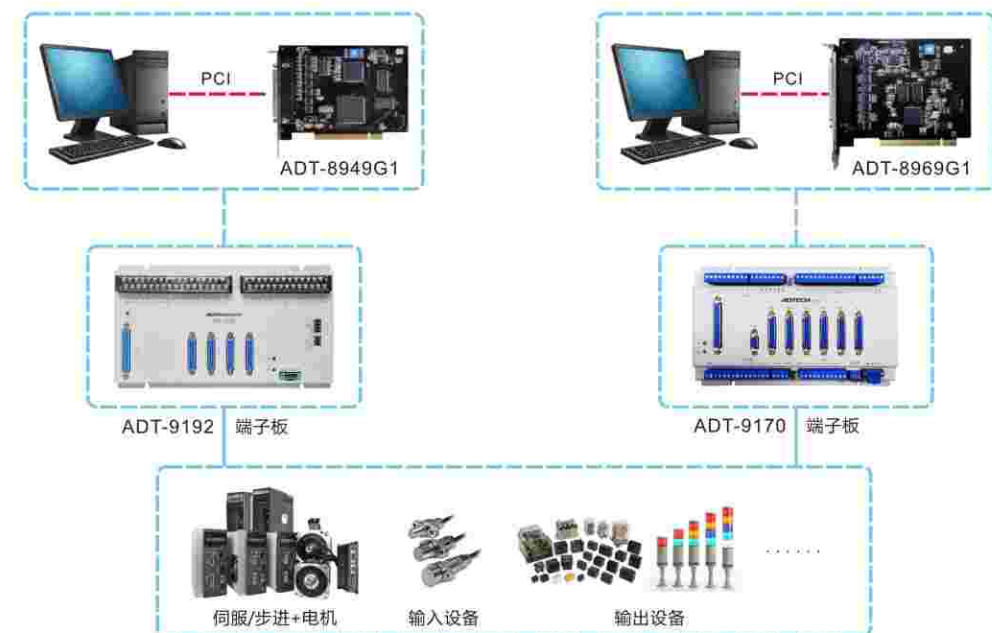 PCI
ADT-8949G1
PCI
ADT-8969G1
ADTECH
ADT-9192 端子板
ADT-9170 端子板
伺服/步进+电机
输入设备
输出设备
......